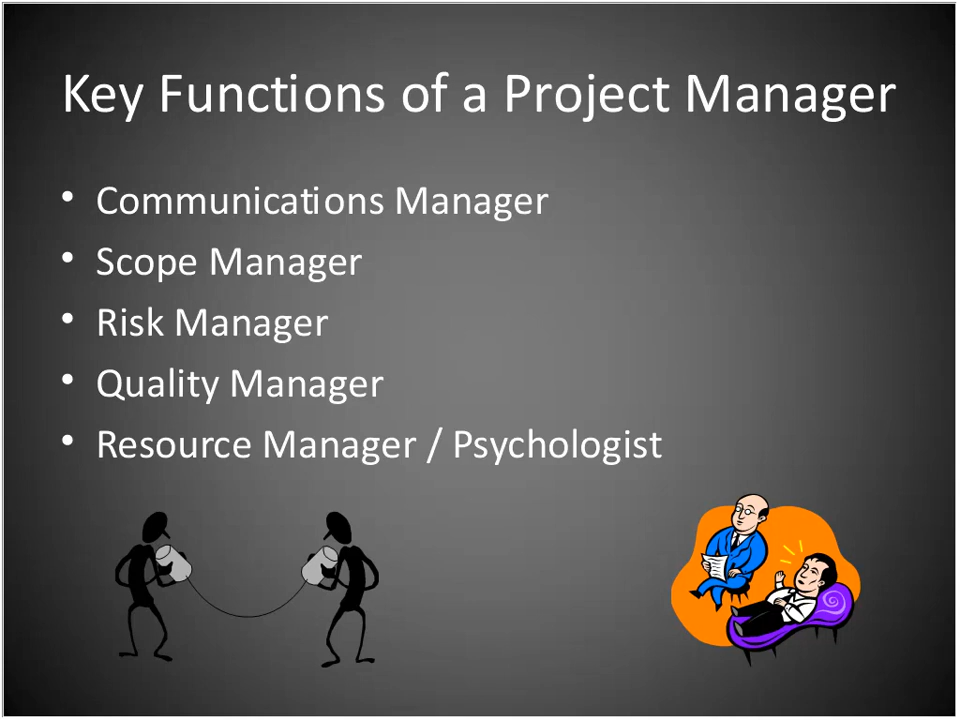 Key Functions of a Project Manager
• Communications Manager
• Scope Manager
• Risk Manager
• Quality Manager
• Resource Manager / Psychologist